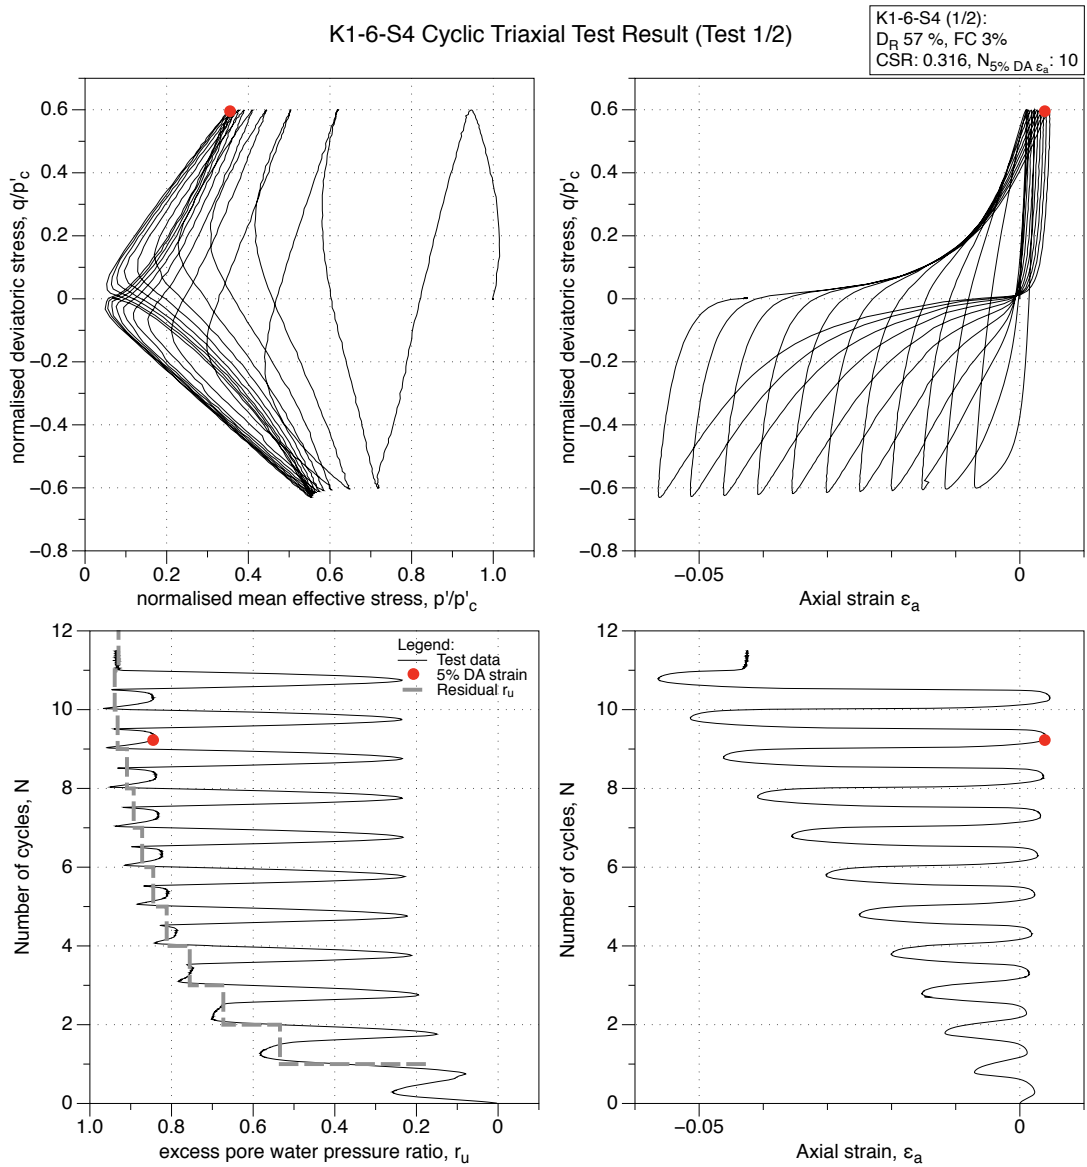 K1-6-S4 Cyclic Triaxial Test Result (Test 1/2)
K1-6-S4 (1/2):
DR 57 %, FC 3%
CSR: 0.316, N5% DA εa: 10
normalised deviatoric stress, q/p'c
0.6
0.4
0.2
0
−0.2
−0.4
−0.6
−0.8
0
0.2
0.4
0.6
0.8
1.0
normalised mean effective stress, p'/p'c
normalised deviatoric stress, q/p'c
0.6
0.4
0.2
0
−0.2
−0.4
−0.6
−0.8
−0.05
0
Axial strain εa
Number of cycles, N
12
10
8
6
4
2
0
Legend:
Test data
5% DA strain
Residual ru
1.0
0.8
0.6
0.4
0.2
0
excess pore water pressure ratio, ru
Number of cycles, N
12
10
8
6
4
2
0
−0.05
0
Axial strain, εa